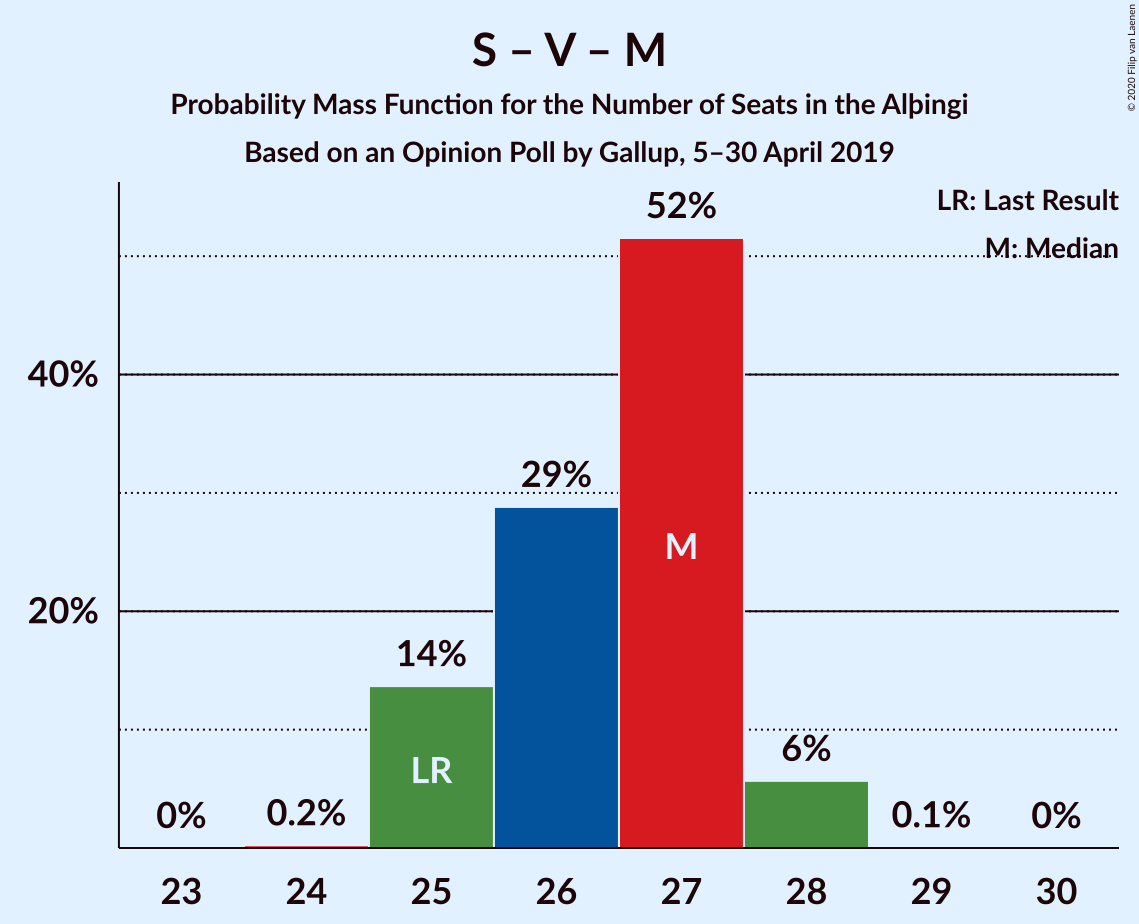 S – V – M
Probability Mass Function for the Number of Seats in the Alþingi
Based on an Opinion Poll by Gallup, 5–30 April 2019
© 2020 Filip van Laenen
LR: Last Result
M: Median
52%
40%
29%
M
20%
14%
LR
6%
0%
0.2%
0.1%
0%
23 24 25 26 27 28 29 30